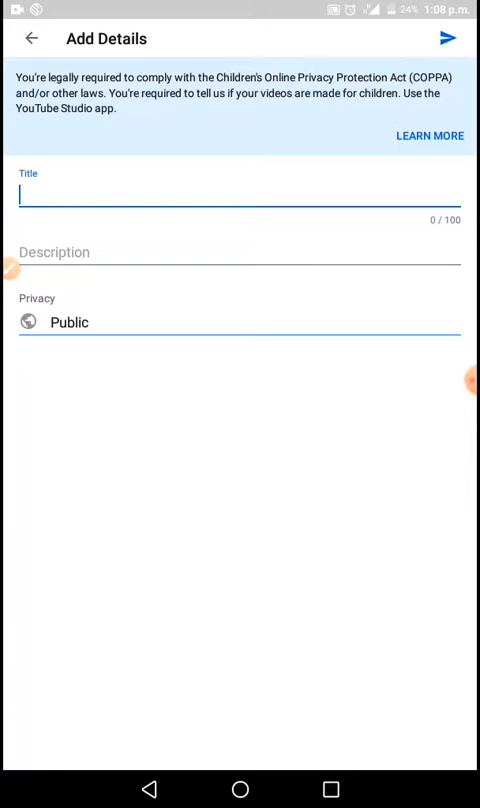 24% 1:08 p.m.
Add Details
You're legally required to comply with the Children's Online Privacy Protection Act (COPPA)
and/or other laws. You're required to tell us if your videos are made for children. Use the
YouTube Studio app.
LEARN MORE
Title
0 / 100
Description
Privacy
Public